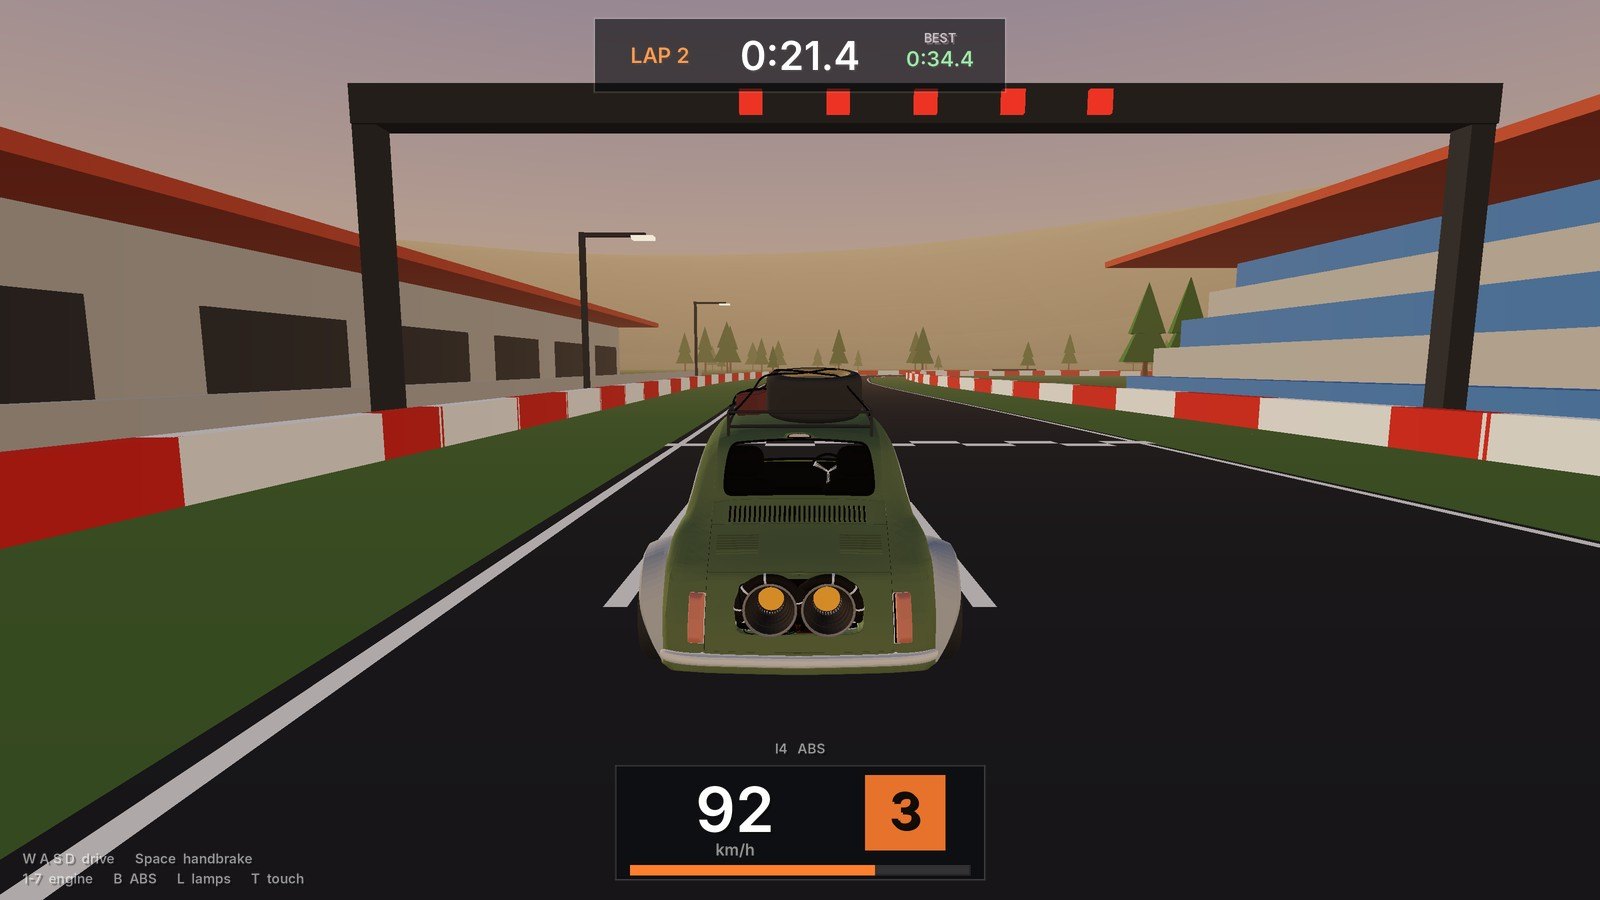 LAP 2 0:21.4 BEST 0:34.4
I4 ABS
92 3
km/h
W A S D drive Space handbrake
1-7 engine B ABS L lamps T touch